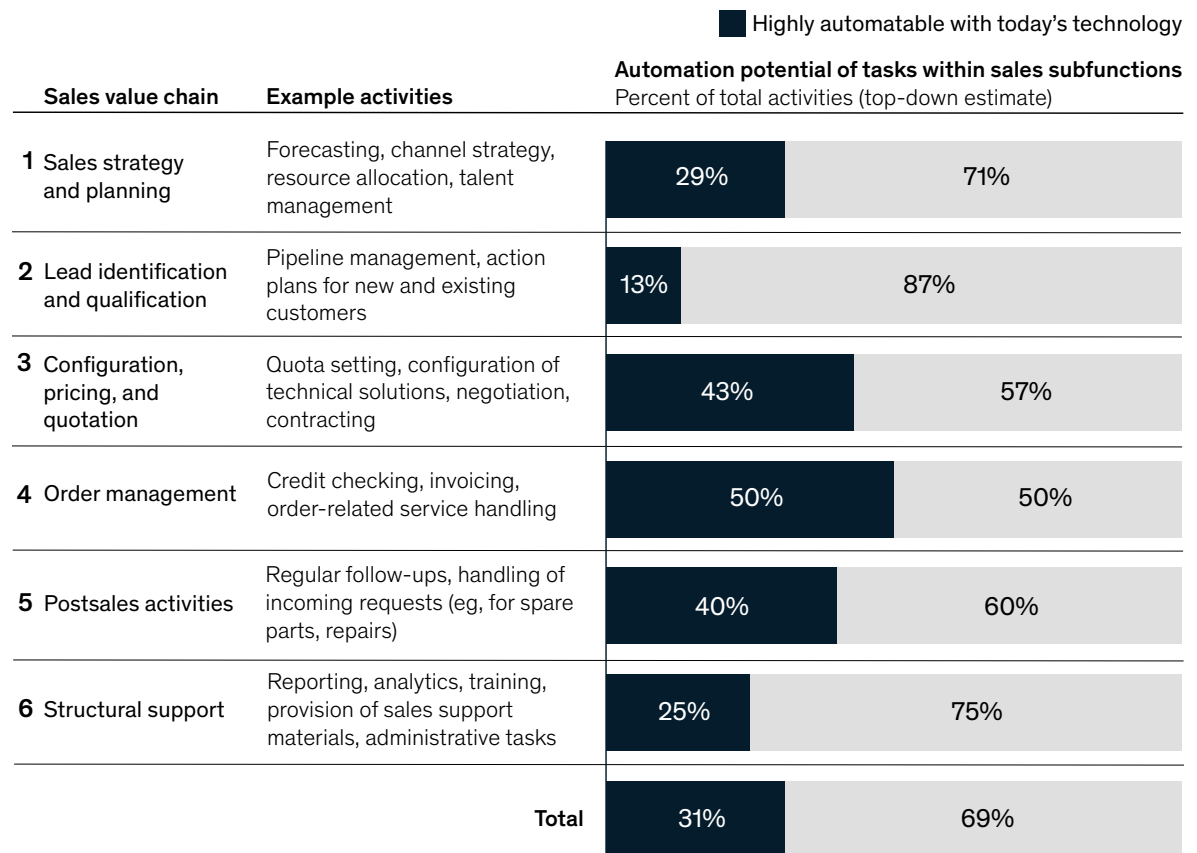 Highly automatable with today’s technology
Automation potential of tasks within sales subfunctions
Sales value chain
Example activities
Percent of total activities (top-down estimate)
1 Sales strategy
and planning
Forecasting, channel strategy,
resource allocation, talent
management
29%
71%
2 Lead identification
and qualification
Pipeline management, action
plans for new and existing
customers
13%
87%
3 Configuration,
pricing, and
quotation
Quota setting, configuration of
technical solutions, negotiation,
contracting
43%
57%
4 Order management
Credit checking, invoicing,
order-related service handling
50%
50%
5 Postsales activities
Regular follow-ups, handling of
incoming requests (eg, for spare
parts, repairs)
40%
60%
6 Structural support
Reporting, analytics, training,
provision of sales support
materials, administrative tasks
25%
75%
Total
31%
69%